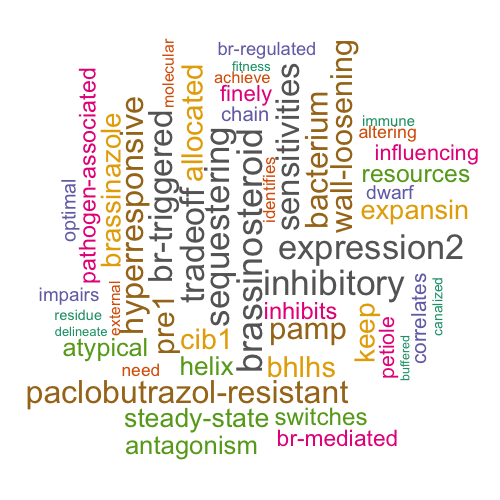 br-regulated
fitness
achieve
finely
chain
molecular
pathogen-associated
brassinazole
hyperresponsive
br-triggered
allocated
tradeoff
sequestering
brassinosteroid
identifies
sensitivities
bacterium
wall-loosening
immune
altering
influencing
resources
dwarf
expansin
optimal
expression2
inhibitory
impairs
residue
delineate
external
atypical
need
pre1
cib1
helix
inhibits
pamp
bhlhs
keep
petiole
buffered
correlates
canalized
paclobutrazol-resistant
steady-state
switches
antagonism
br-mediated